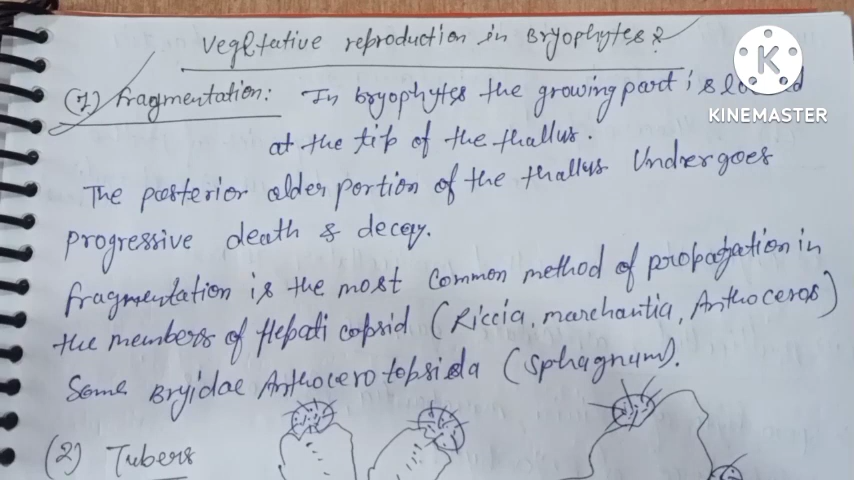 Vegetative reproduction in Bryophytes?
(1) fragmentation: In bryophytes the growing part is
at the tip of the thallus.
The posterior older portion of the thallus Undergoes
progressive death & decay.
fragmentation is the most common method of propagation in
the members of Hepati copsid (Riccia, marchantia, Anthoceros)
Some Bryidae Anthocerotopsida (Sphagnum).
(2) Tubers
K
KINEMASTER